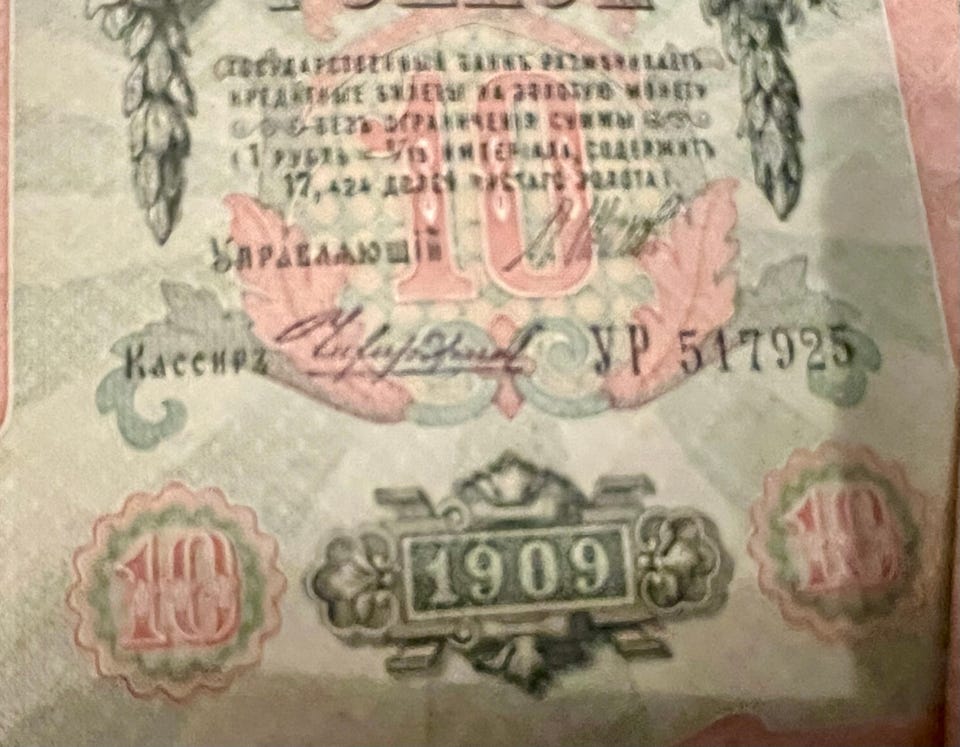 ГОСУДАРСТВЕННЫЙ БАНКЪ РАЗМѢНИВАЕТЪ
КРЕДИТНЫЕ БИЛЕТЫ НА ЗОЛОТУЮ МОНЕТУ
БЕЗЪ ОГРАНИЧЕНІЯ СУММЫ
(1 РУБЛЬ = 1/15 ИМПЕРІАЛА, СОДЕРЖИТЪ
17,424 ДОЛЕЙ ЧИСТАГО ЗОЛОТА).
10
УПРАВЛЯЮЩІЙ
КАССИРЪ УР 517925
10 1909 10